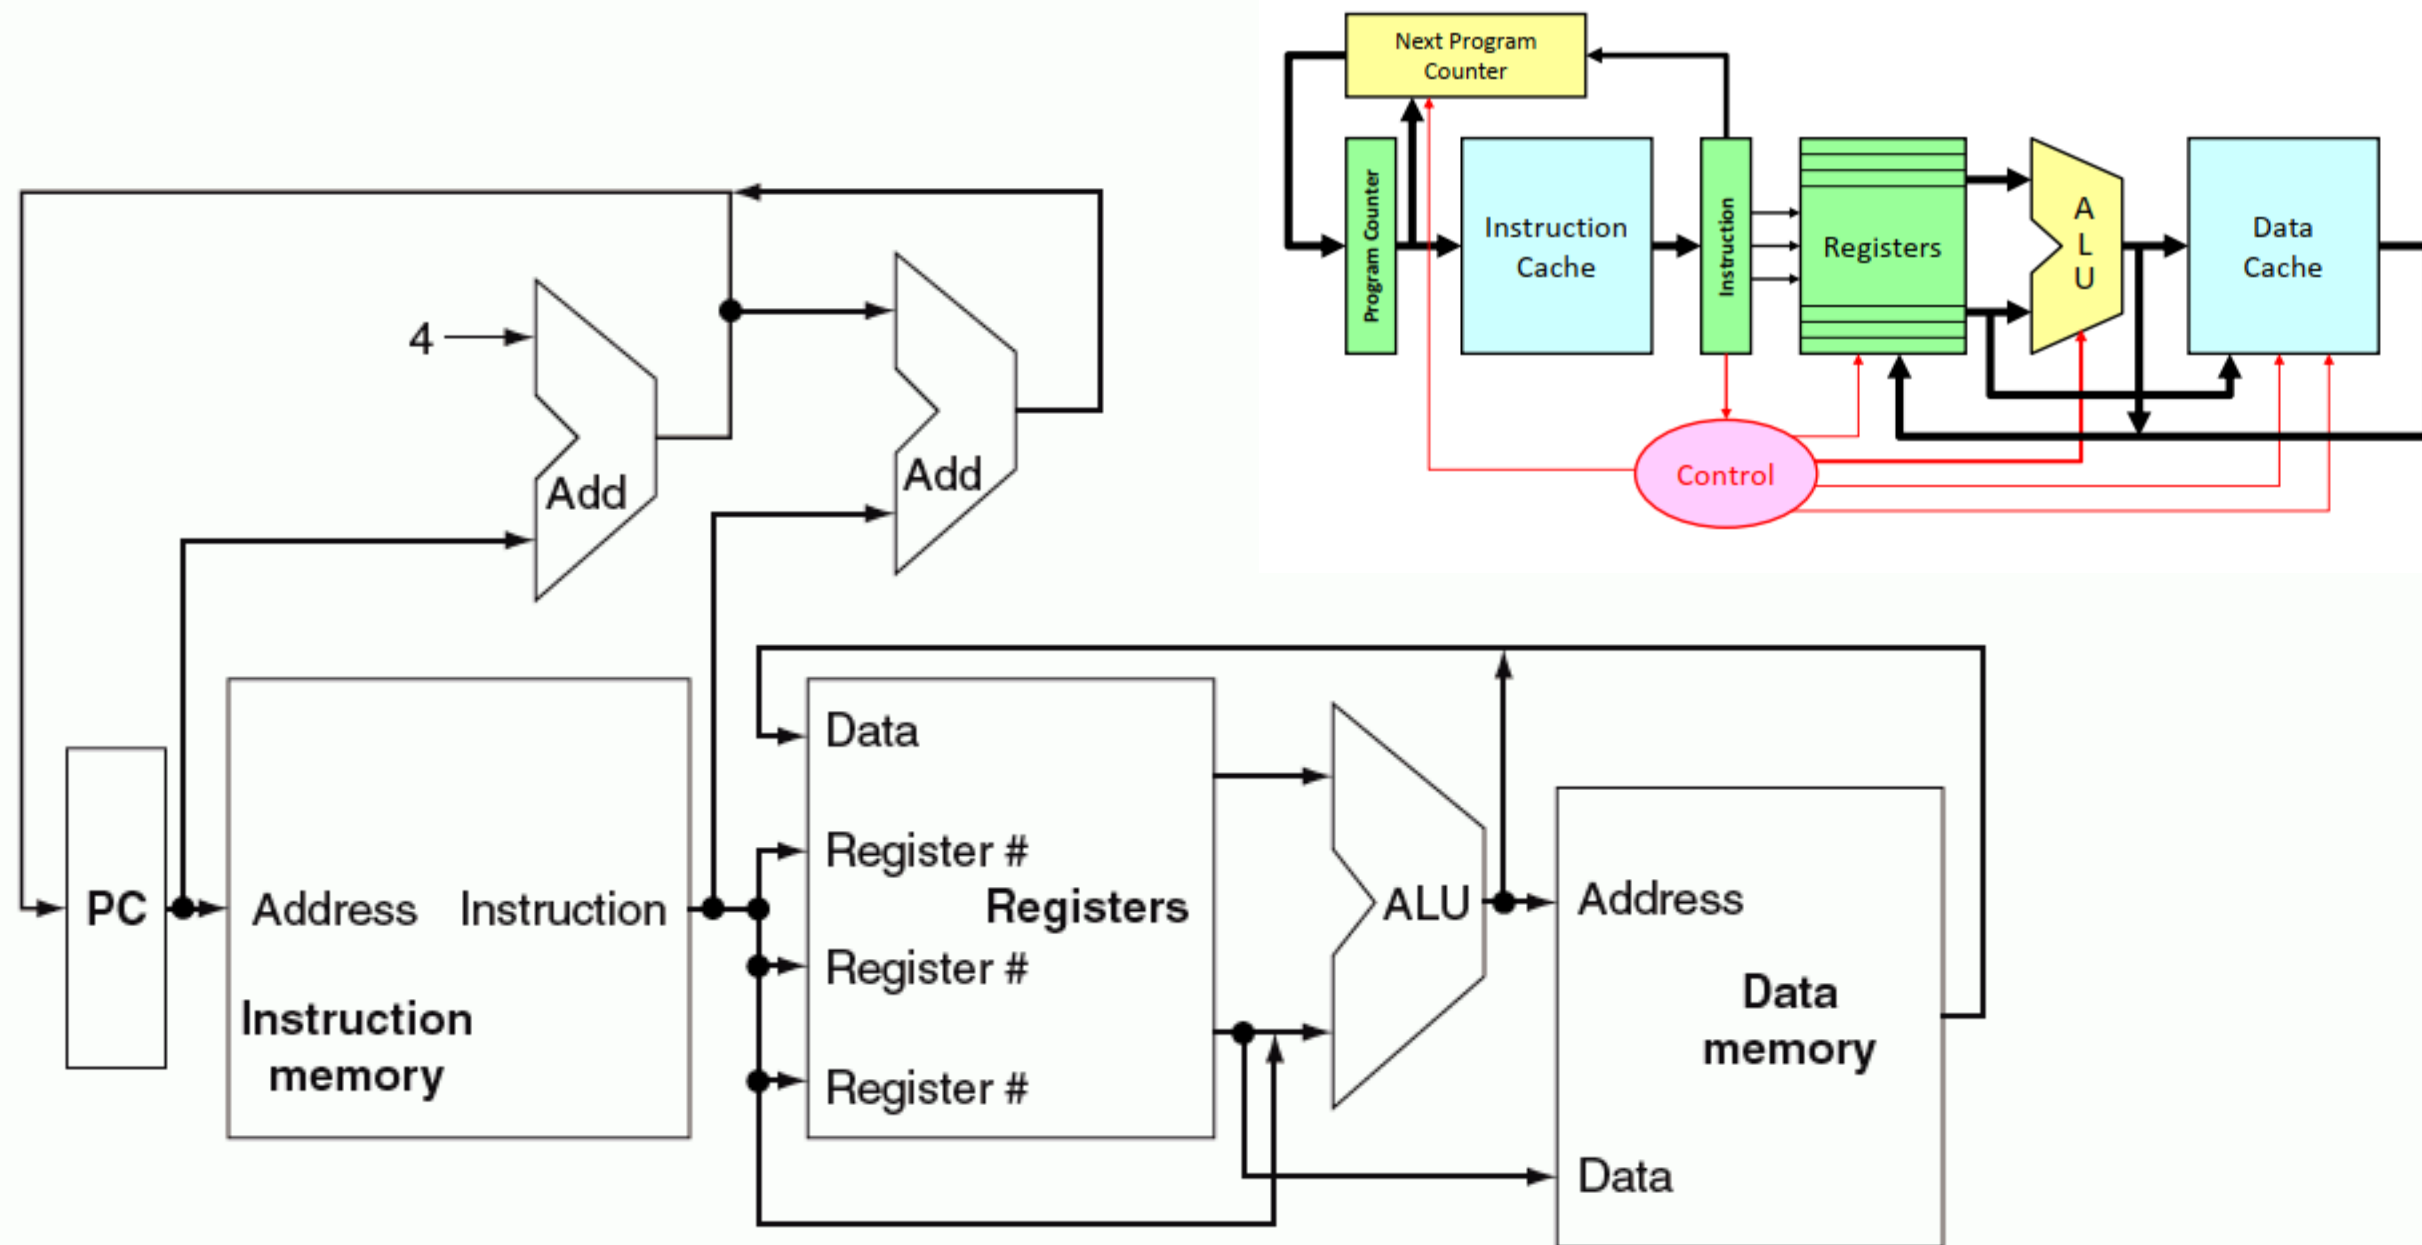 Next Program
Counter
Program Counter
Instruction
Cache
Instruction
Registers
A
L
U
Data
Cache
Control
4
Add
Add
PC
Address
Instruction
Instruction
memory
Data
Register #
Registers
Register #
Register #
ALU
Address
Data
memory
Data